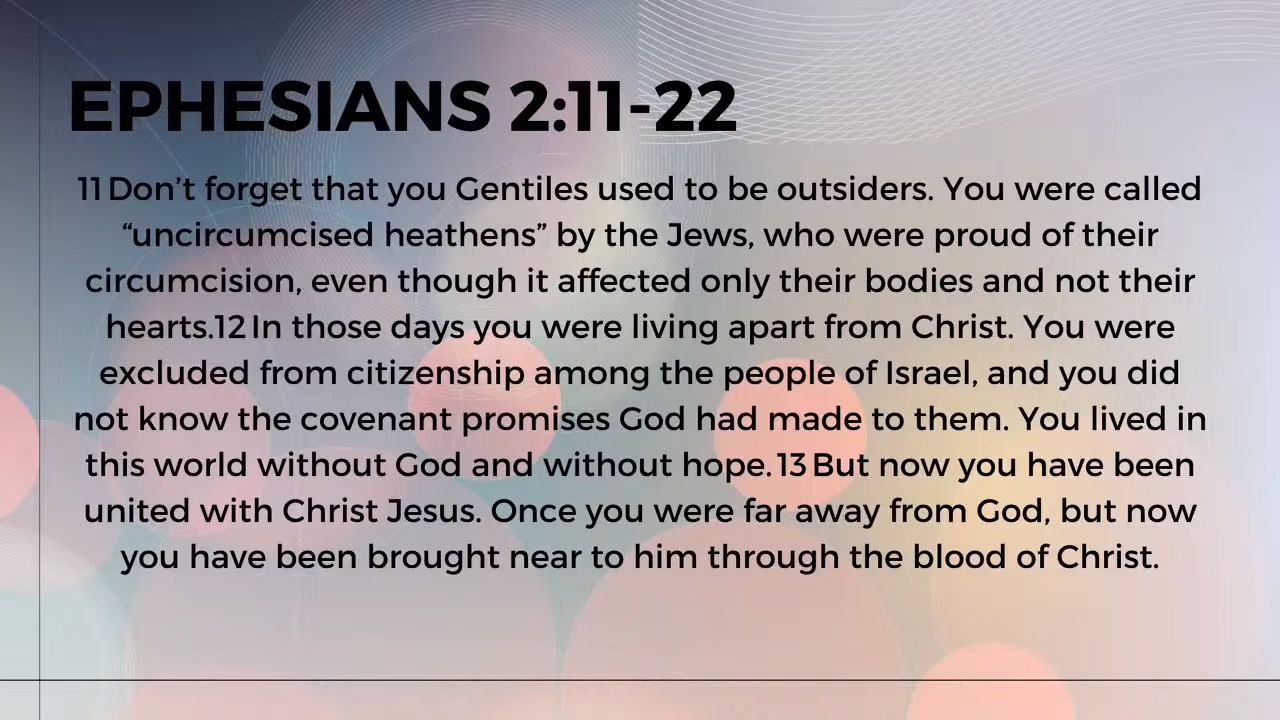 EPHESIANS 2:11-22
11 Don’t forget that you Gentiles used to be outsiders. You were called
“uncircumcised heathens” by the Jews, who were proud of their
circumcision, even though it affected only their bodies and not their
hearts.12 In those days you were living apart from Christ. You were
excluded from citizenship among the people of Israel, and you did
not know the covenant promises God had made to them. You lived in
this world without God and without hope. 13 But now you have been
united with Christ Jesus. Once you were far away from God, but now
you have been brought near to him through the blood of Christ.